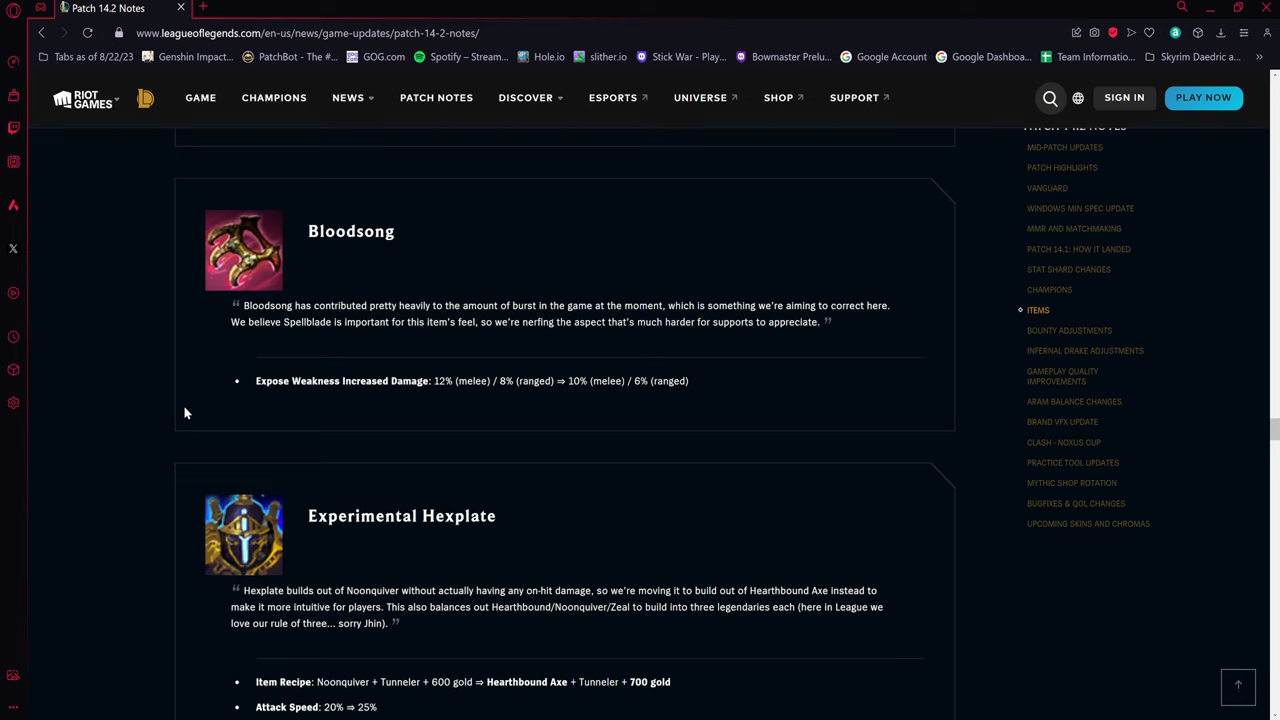 Patch 14.2 Notes
www.leagueoflegends.com/en-us/news/game-updates/patch-14-2-notes/
Tabs as of 8/22/23 Genshin Impact... PatchBot - The #... GOG.com Spotify – Stream... Hole.io slither.io Stick War - Play... Bowmaster Prelu... Google Account Google Dashboa... Team Informatio... Skyrim Daedric a...
RIOT GAMES GAME CHAMPIONS NEWS PATCH NOTES DISCOVER ESPORTS UNIVERSE SHOP SUPPORT SIGN IN PLAY NOW
PATCH 14.2 NOTES
MID-PATCH UPDATES
PATCH HIGHLIGHTS
VANGUARD
WINDOWS MIN SPEC UPDATE
MMR AND MATCHMAKING
PATCH 14.1: HOW IT LANDED
STAT SHARD CHANGES
CHAMPIONS
ITEMS
BOUNTY ADJUSTMENTS
INFERNAL DRAKE ADJUSTMENTS
GAMEPLAY QUALITY
IMPROVEMENTS
ARAM BALANCE CHANGES
BRAND VFX UPDATE
CLASH - NOXUS CUP
PRACTICE TOOL UPDATES
MYTHIC SHOP ROTATION
BUGFIXES & QOL CHANGES
UPCOMING SKINS AND CHROMAS
Bloodsong
“ Bloodsong has contributed pretty heavily to the amount of burst in the game at the moment, which is something we're aiming to correct here.
We believe Spellblade is important for this item's feel, so we're nerfing the aspect that's much harder for supports to appreciate. ”
• Expose Weakness Increased Damage: 12% (melee) / 8% (ranged) ⇒ 10% (melee) / 6% (ranged)
Experimental Hexplate
“ Hexplate builds out of Noonquiver without actually having any on-hit damage, so we're moving it to build out of Hearthbound Axe instead to
make it more intuitive for players. This also balances out Hearthbound/Noonquiver/Zeal to build into three legendaries each (here in League we
love our rule of three... sorry Jhin). ”
• Item Recipe: Noonquiver + Tunneler + 600 gold ⇒ Hearthbound Axe + Tunneler + 700 gold
• Attack Speed: 20% ⇒ 25%